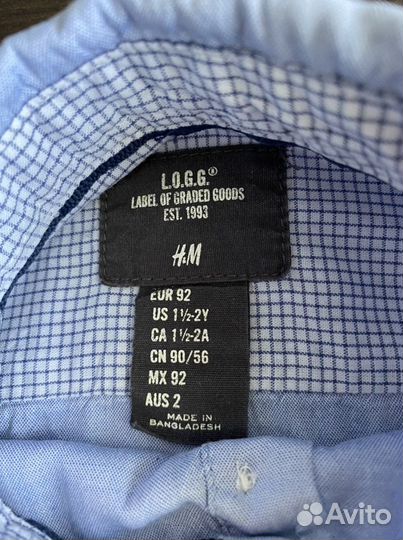 L.O.G.G.®
LABEL OF GRADED GOODS
EST. 1993
H&M
EUR 92
US 1½-2Y
CA 1½-2A
CN 90/56
MX 92
AUS 2
MADE IN
BANGLADESH
Avito